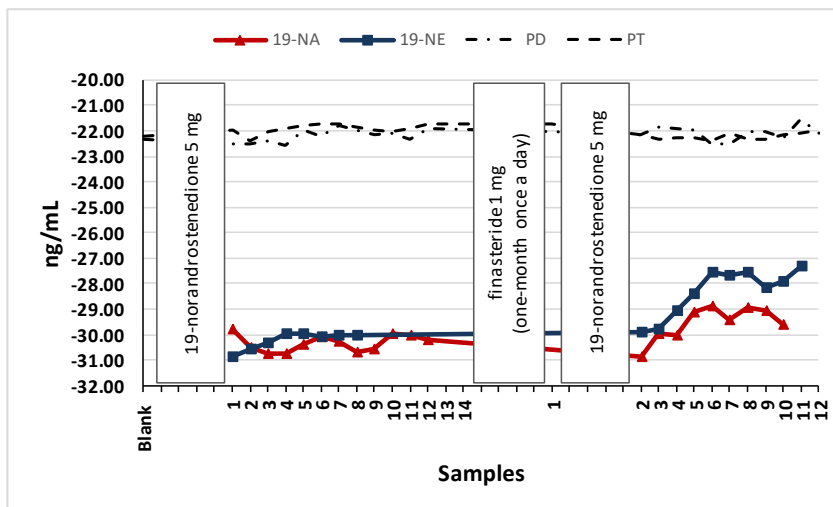 19-NA 19-NE PD PT
-20.00
-21.00
-22.00
-23.00
-24.00
-25.00
-26.00
-27.00
-28.00
-29.00
-30.00
-31.00
-32.00
ng/mL
19-norandrostenedione 5 mg
finasteride 1 mg
(one-month once a day)
19-norandrostenedione 5 mg
Blank 1 2 3 4 5 6 7 8 9 10 11 12 13 14 1 2 3 4 5 6 7 8 9 10 11 12
Samples